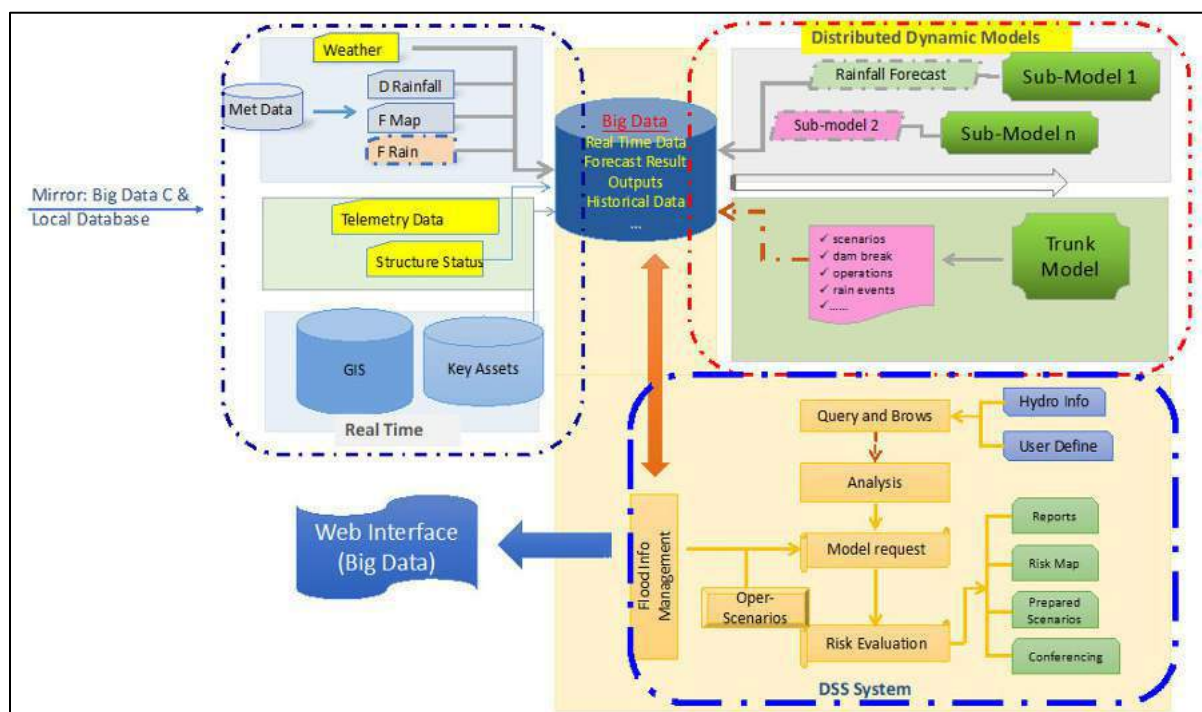 Weather
Met Data
D Rainfall
F Map
F Rain
Mirror: Big Data C &
Local Database
Telemetry Data
Structure Status
GIS
Key Assets
Real Time
Big Data
Real Time Data
Forecast Result
Outputs
Historical Data
...
Distributed Dynamic Models
Rainfall Forecast
Sub-Model 1
Sub-model 2
Sub-Model n
✓ scenarios
✓ dam break
✓ operations
✓ rain events
✓ ......
Trunk
Model
Web Interface
(Big Data)
Flood Info
Management
Query and Brows
Hydro Info
User Define
Analysis
Model request
Oper-
Scenarios
Risk Evaluation
Reports
Risk Map
Prepared
Scenarios
Conferencing
DSS System